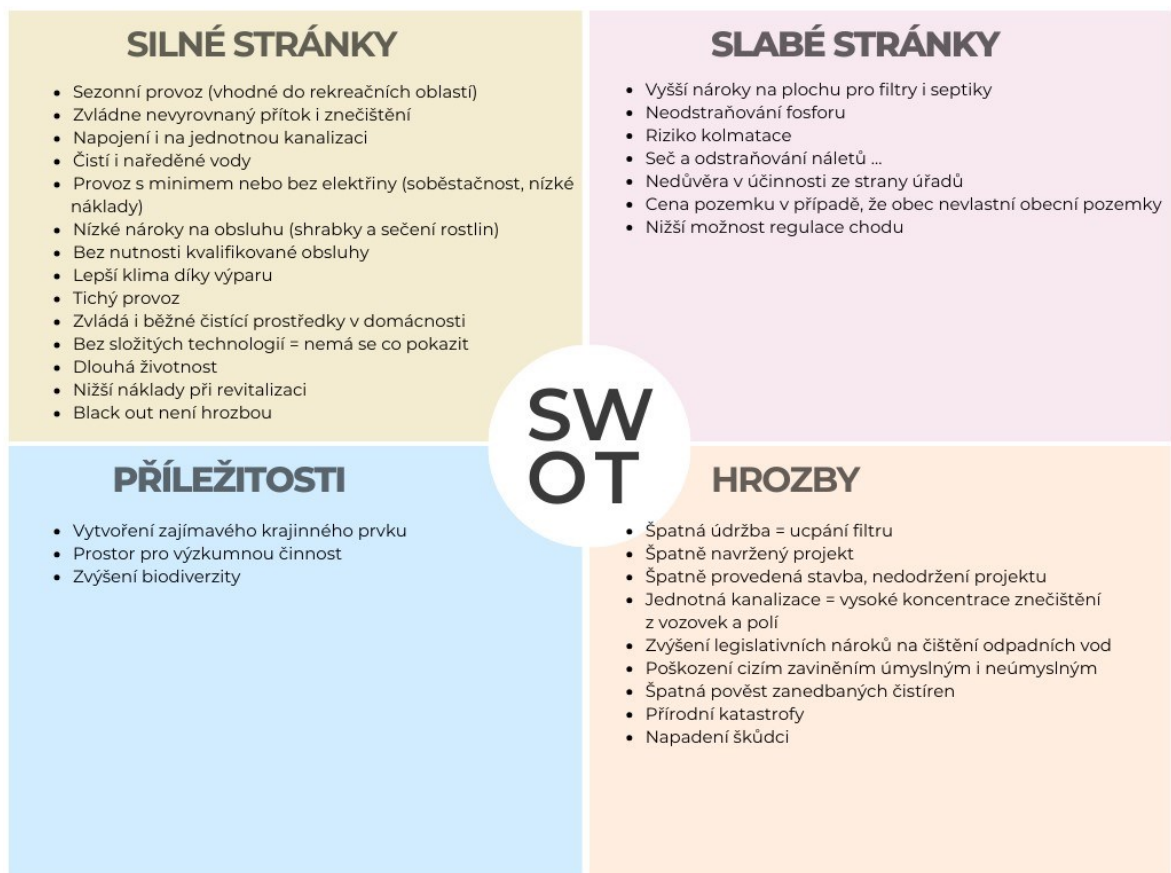 SILNÉ STRÁNKY
• Sezonní provoz (vhodné do rekreačních oblastí)
• Zvládne nevyrovnaný přítok i znečištění
• Napojení i na jednotnou kanalizaci
• Čistí i naředěné vody
• Provoz s minimem nebo bez elektřiny (soběstačnost, nízké
náklady)
• Nízké nároky na obsluhu (shrabky a sečení rostlin)
• Bez nutnosti kvalifikované obsluhy
• Lepší klima díky výparu
• Tichý provoz
• Zvládá i běžné čistící prostředky v domácnosti
• Bez složitých technologií = nemá se co pokazit
• Dlouhá životnost
• Nižší náklady při revitalizaci
• Black out není hrozbou
SLABÉ STRÁNKY
• Vyšší nároky na plochu pro filtry i septiky
• Neodstraňování fosforu
• Riziko kolmatace
• Seč a odstraňování náletů ...
• Nedůvěra v účinnosti ze strany úřadů
• Cena pozemku v případě, že obec nevlastní obecní pozemky
• Nižší možnost regulace chodu
SW
OT
PŘÍLEŽITOSTI
• Vytvoření zajímavého krajinného prvku
• Prostor pro výzkumnou činnost
• Zvýšení biodiverzity
HROZBY
• Špatná údržba = ucpání filtru
• Špatně navržený projekt
• Špatně provedená stavba, nedodržení projektu
• Jednotná kanalizace = vysoké koncentrace znečištění
z vozovek a polí
• Zvýšení legislativních nároků na čištění odpadních vod
• Poškození cizím zaviněním úmyslným i neúmyslným
• Špatná pověst zanedbaných čistíren
• Přírodní katastrofy
• Napadení škůdci